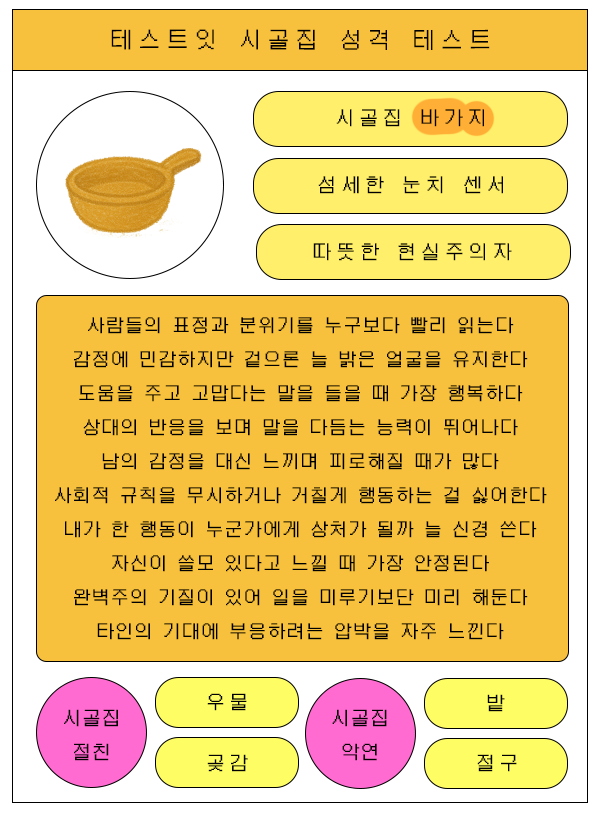 테스트잇 시골집 성격 테스트
시골집 바가지
섬세한 눈치 센서
따뜻한 현실주의자
사람들의 표정과 분위기를 누구보다 빨리 읽는다
감정에 민감하지만 겉으론 늘 밝은 얼굴을 유지한다
도움을 주고 고맙다는 말을 들을 때 가장 행복하다
상대의 반응을 보며 말을 다듬는 능력이 뛰어나다
남의 감정을 대신 느끼며 피로해질 때가 많다
사회적 규칙을 무시하거나 거칠게 행동하는 걸 싫어한다
내가 한 행동이 누군가에게 상처가 될까 늘 신경 쓴다
자신이 쓸모 있다고 느낄 때 가장 안정된다
완벽주의 기질이 있어 일을 미루기보단 미리 해둔다
타인의 기대에 부응하려는 압박을 자주 느낀다
시골집
절친
우물
곶감
시골집
악연
밭
절구